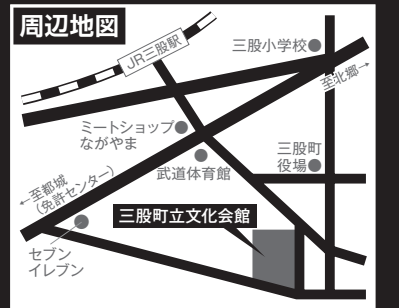 周辺地図
JR三股駅
三股小学校
至北郷→
ミートショップ
ながやま
武道体育館
三股町
役場
←至都城
(免許センター)
三股町立文化会館
セブン
イレブン